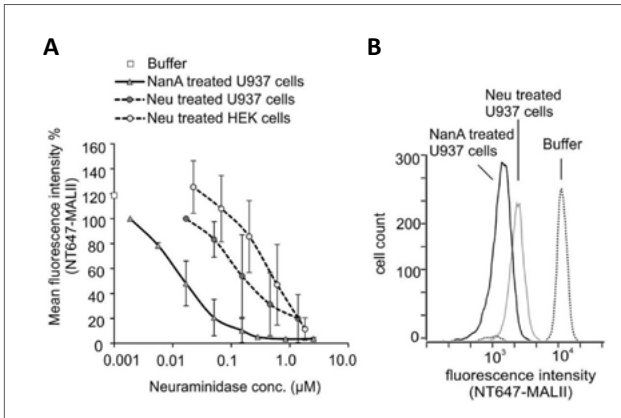 A
Buffer
NanA treated U937 cells
Neu treated U937 cells
Neu treated HEK cells
Mean fluorescence intensity %
(NT647-MALII)
160
140
120
100
80
60
40
20
0
0.001
0.01
0.1
1.0
10.0
Neuraminidase conc. (µM)
B
Neu treated
U937 cells
NanA treated
U937 cells
Buffer
cell count
300
200
100
0
10³
10⁴
fluorescence intensity
(NT647-MALII)